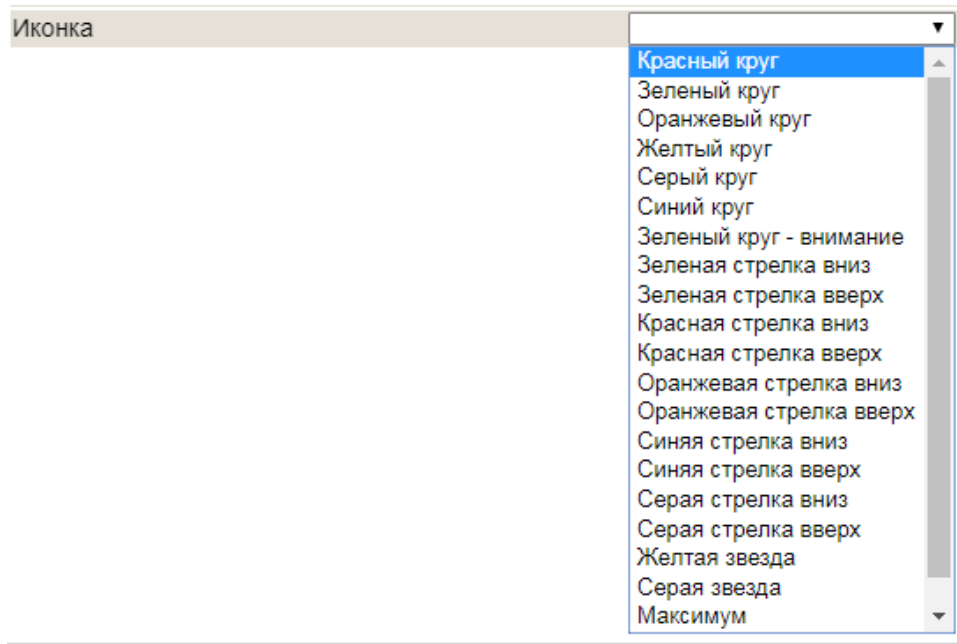 Иконка
Красный круг
Зеленый круг
Оранжевый круг
Желтый круг
Серый круг
Синий круг
Зеленый круг - внимание
Зеленая стрелка вниз
Зеленая стрелка вверх
Красная стрелка вниз
Красная стрелка вверх
Оранжевая стрелка вниз
Оранжевая стрелка вверх
Синяя стрелка вниз
Синяя стрелка вверх
Серая стрелка вниз
Серая стрелка вверх
Желтая звезда
Серая звезда
Максимум